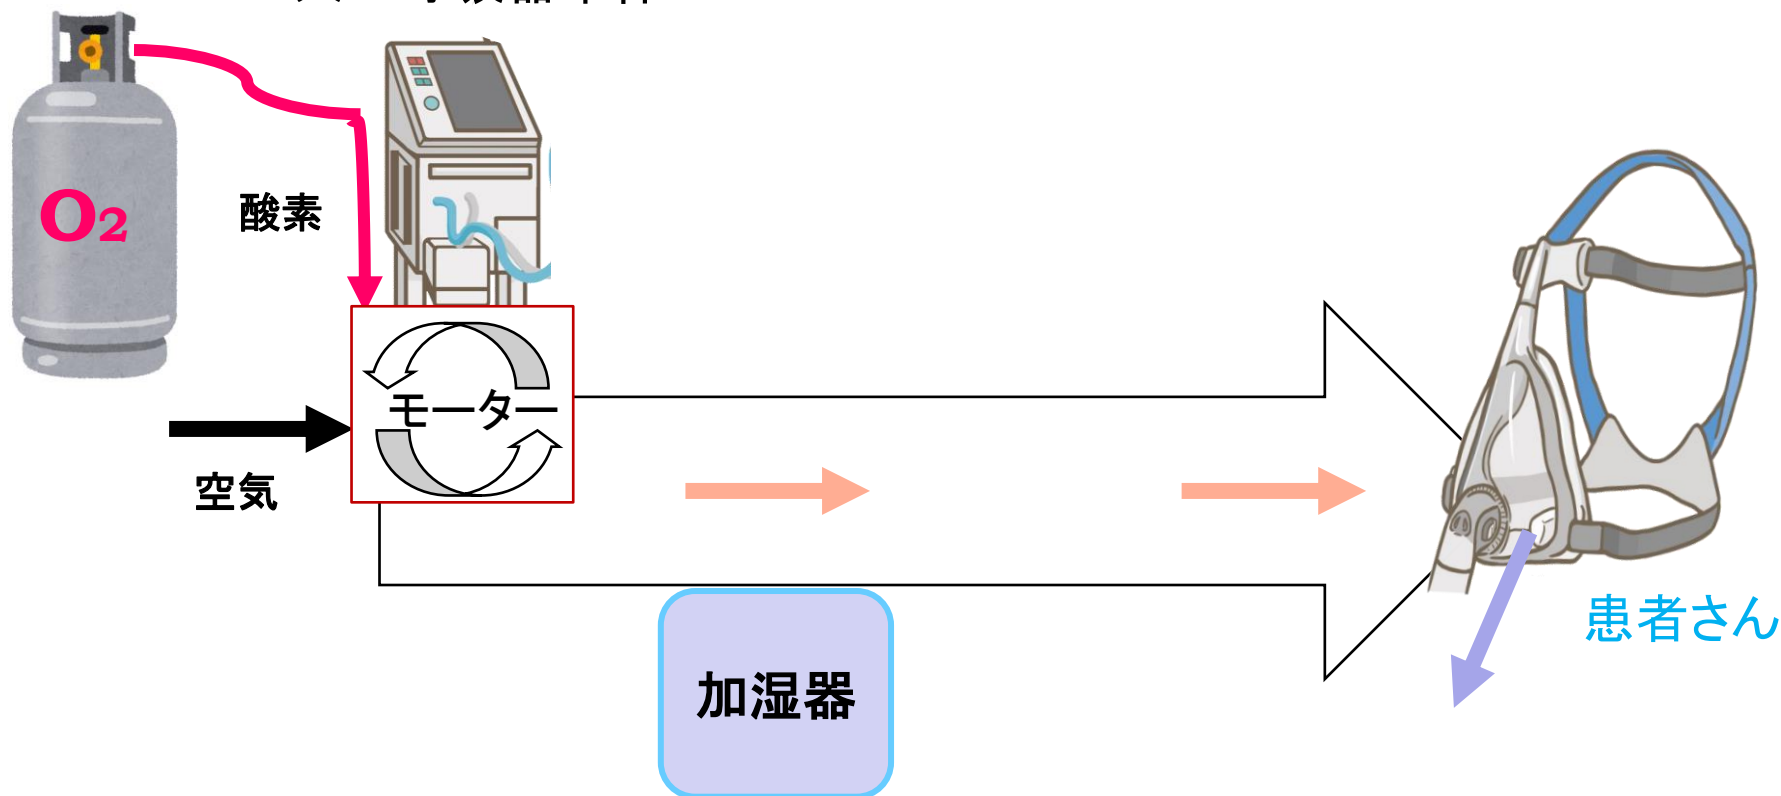 O₂
酸素
モーター
空気
加湿器
患者さん